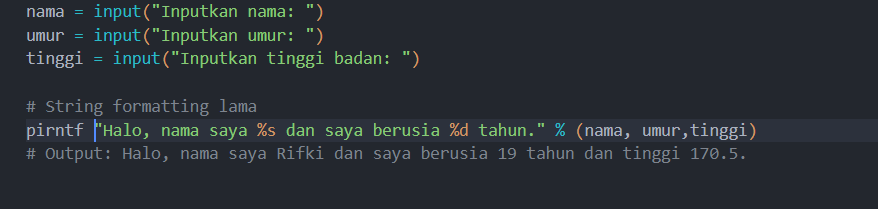 nama = input("Inputkan nama: ")
umur = input("Inputkan umur: ")
tinggi = input("Inputkan tinggi badan: ")
# String formatting lama
pirntf "Halo, nama saya %s dan saya berusia %d tahun." % (nama, umur,tinggi)
# Output: Halo, nama saya Rifki dan saya berusia 19 tahun dan tinggi 170.5.